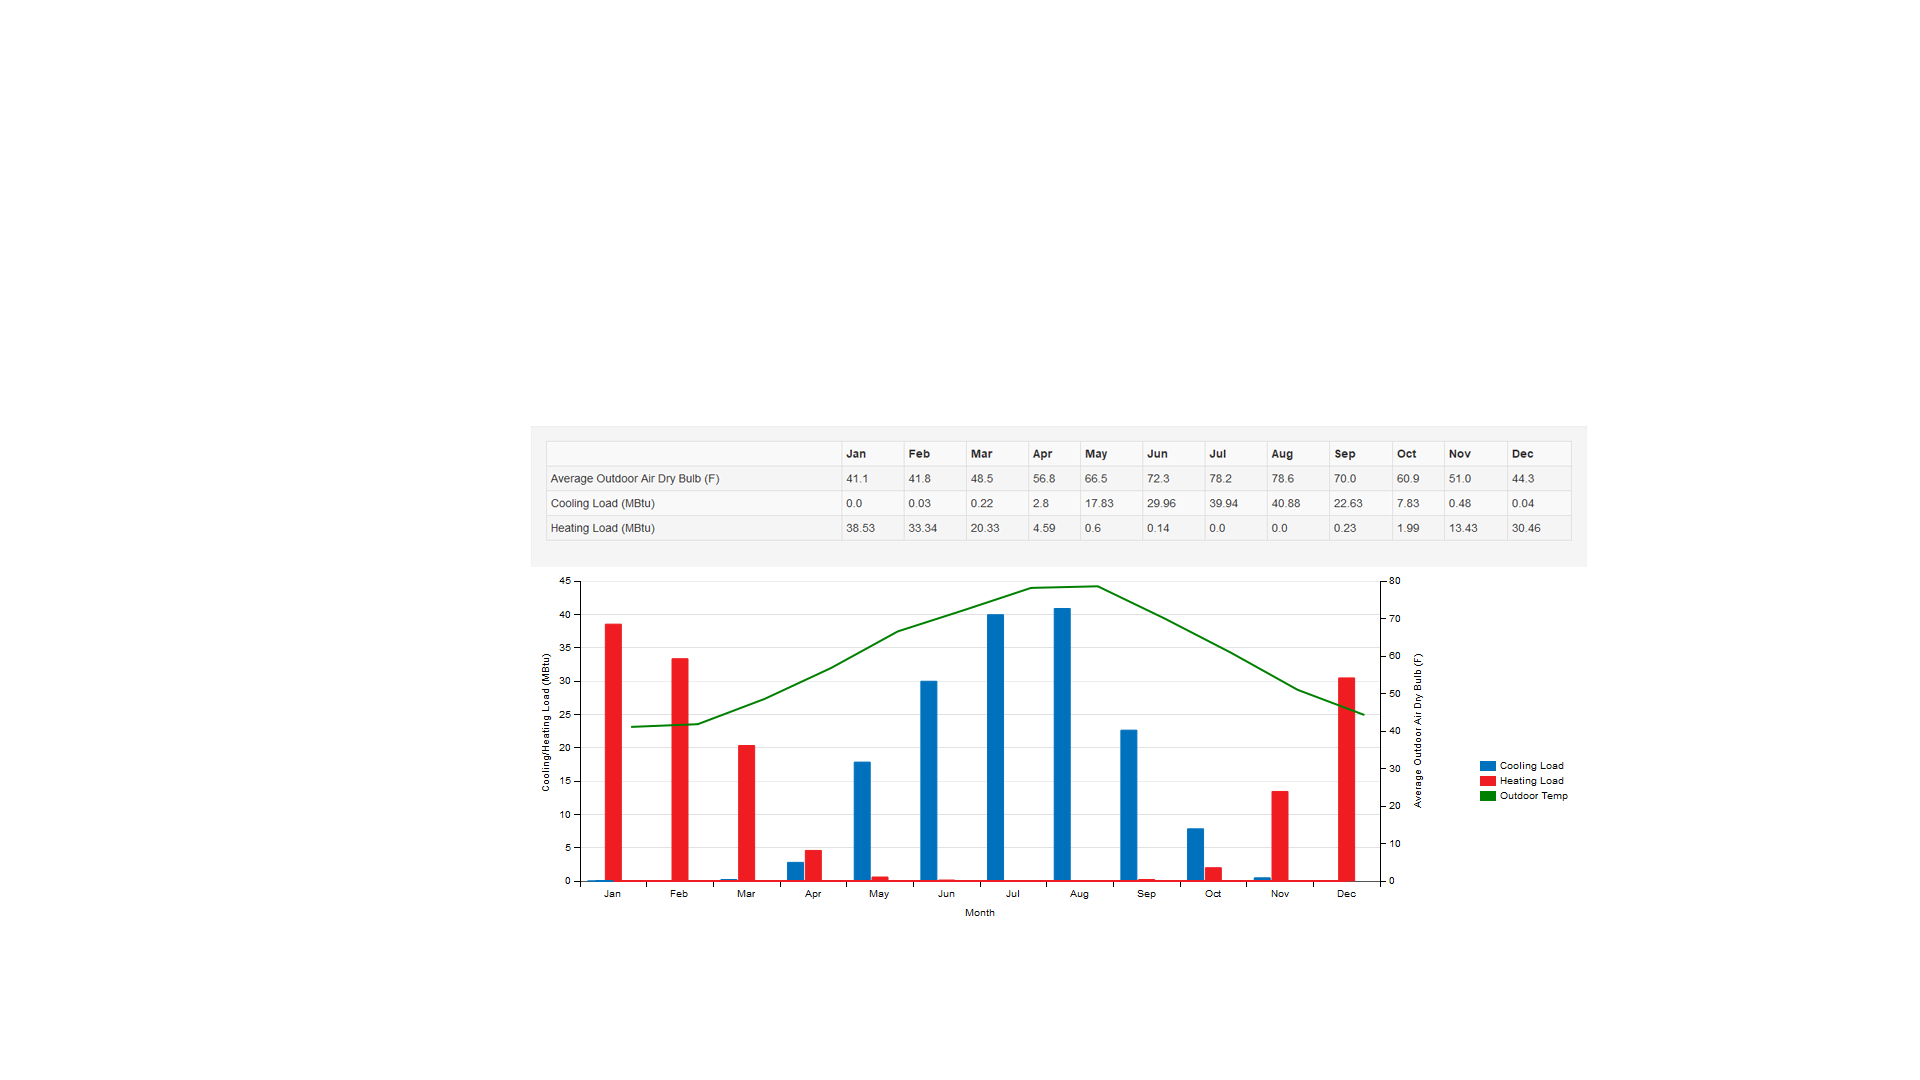 Jan Feb Mar Apr May Jun Jul Aug Sep Oct Nov Dec
Average Outdoor Air Dry Bulb (F) 41.1 41.8 48.5 56.8 66.5 72.3 78.2 78.6 70.0 60.9 51.0 44.3
Cooling Load (MBtu) 0.0 0.03 0.22 2.8 17.83 29.96 39.94 40.88 22.63 7.83 0.48 0.04
Heating Load (MBtu) 38.53 33.34 20.33 4.59 0.6 0.14 0.0 0.0 0.23 1.99 13.43 30.46
45
40
35
30
25
20
15
10
5
0
Cooling/Heating Load (MBtu)
80
70
60
50
40
30
20
10
0
Average Outdoor Air Dry Bulb (F)
Jan Feb Mar Apr May Jun Jul Aug Sep Oct Nov Dec
Month
Cooling Load
Heating Load
Outdoor Temp